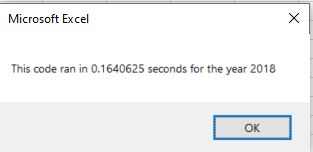 Microsoft Excel
This code ran in 0.1640625 seconds for the year 2018
OK